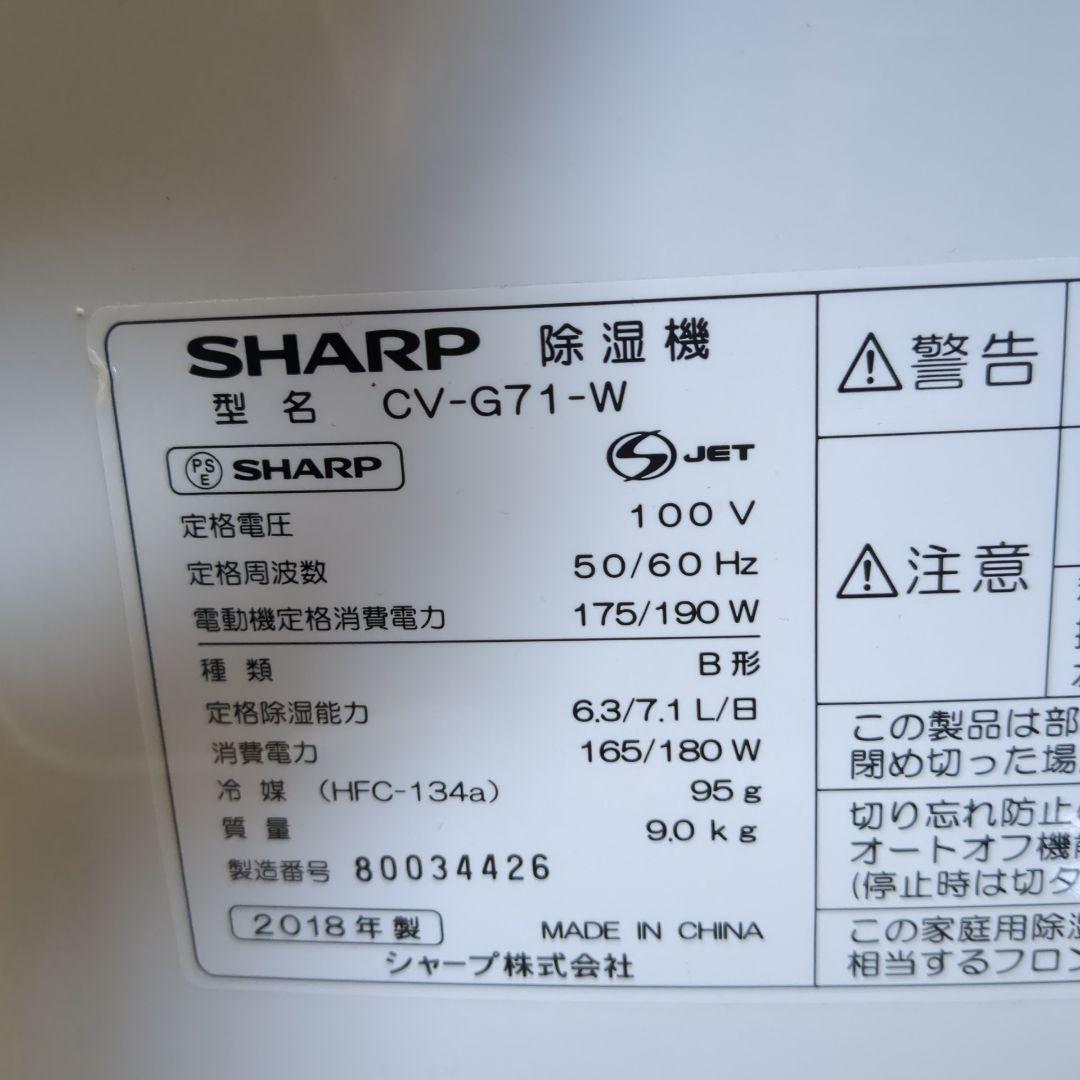 SHARP 除湿機
型名 CV-G71-W
PSE SHARP
JET
定格電圧 100 V
定格周波数 50/60 Hz
電動機定格消費電力 175/190 W
種類 B形
定格除湿能力 6.3/7.1 L/日
消費電力 165/180 W
冷媒 (HFC-134a) 95 g
質量 9.0 kg
製造番号 80034426
2018年製 MADE IN CHINA
シャープ株式会社
警告
注意
この製品は部
閉め切った場
切り忘れ防止
オートオフ機
(停止時は切タ
この家庭用除湿
相当するフロン